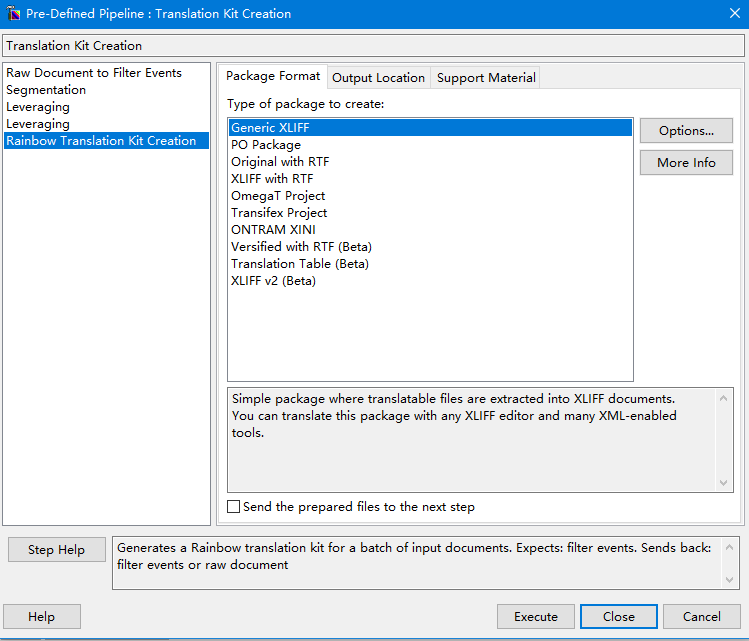 Pre-Defined Pipeline : Translation Kit Creation
Translation Kit Creation
Raw Document to Filter Events
Segmentation
Leveraging
Leveraging
Rainbow Translation Kit Creation
Package Format
Output Location
Support Material
Type of package to create:
Generic XLIFF
PO Package
Original with RTF
XLIFF with RTF
OmegaT Project
Transifex Project
ONTRAM XINI
Versified with RTF (Beta)
Translation Table (Beta)
XLIFF v2 (Beta)
Options...
More Info
Simple package where translatable files are extracted into XLIFF documents.
You can translate this package with any XLIFF editor and many XML-enabled
tools.
Send the prepared files to the next step
Step Help
Generates a Rainbow translation kit for a batch of input documents. Expects: filter events. Sends back:
filter events or raw document
Help
Execute
Close
Cancel